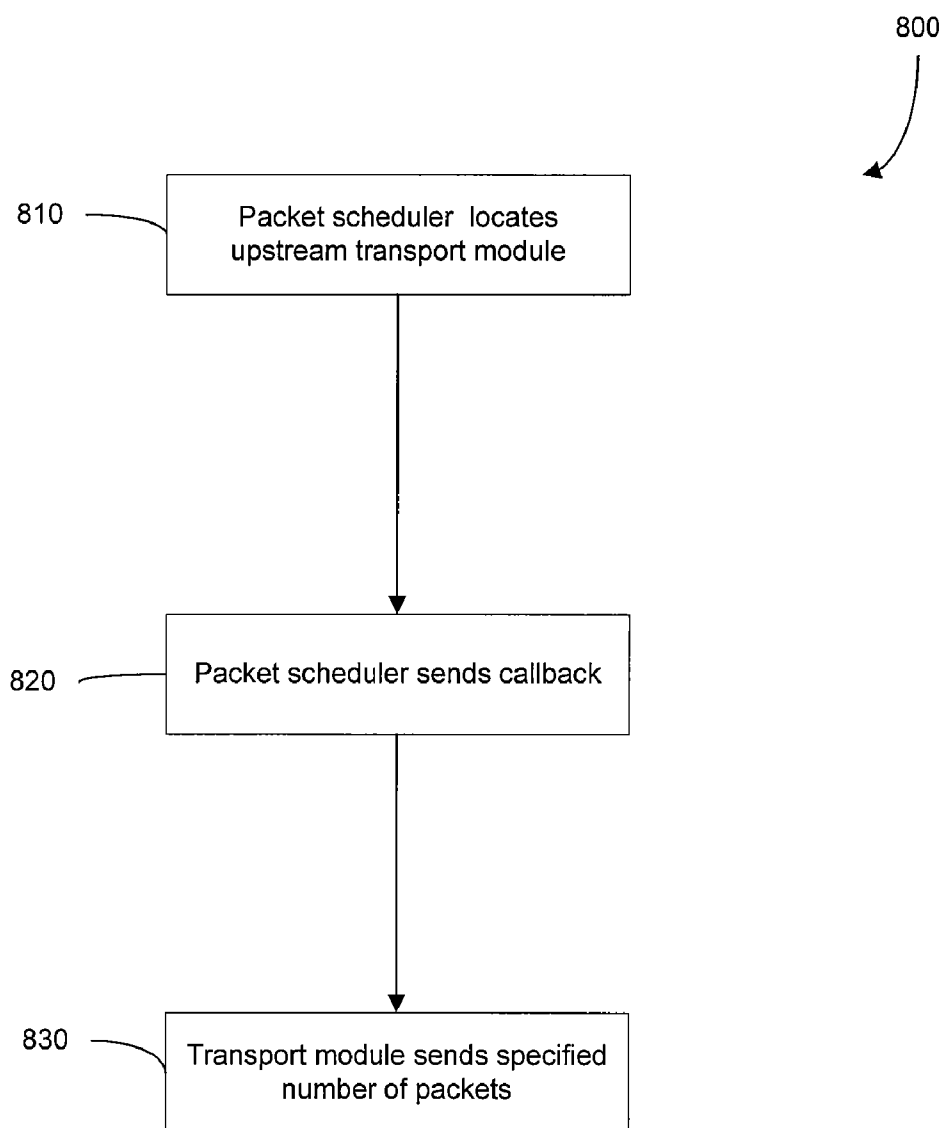 800
810
Packet scheduler locates
upstream transport module
820
Packet scheduler sends callback
830
Transport module sends specified
number of packets